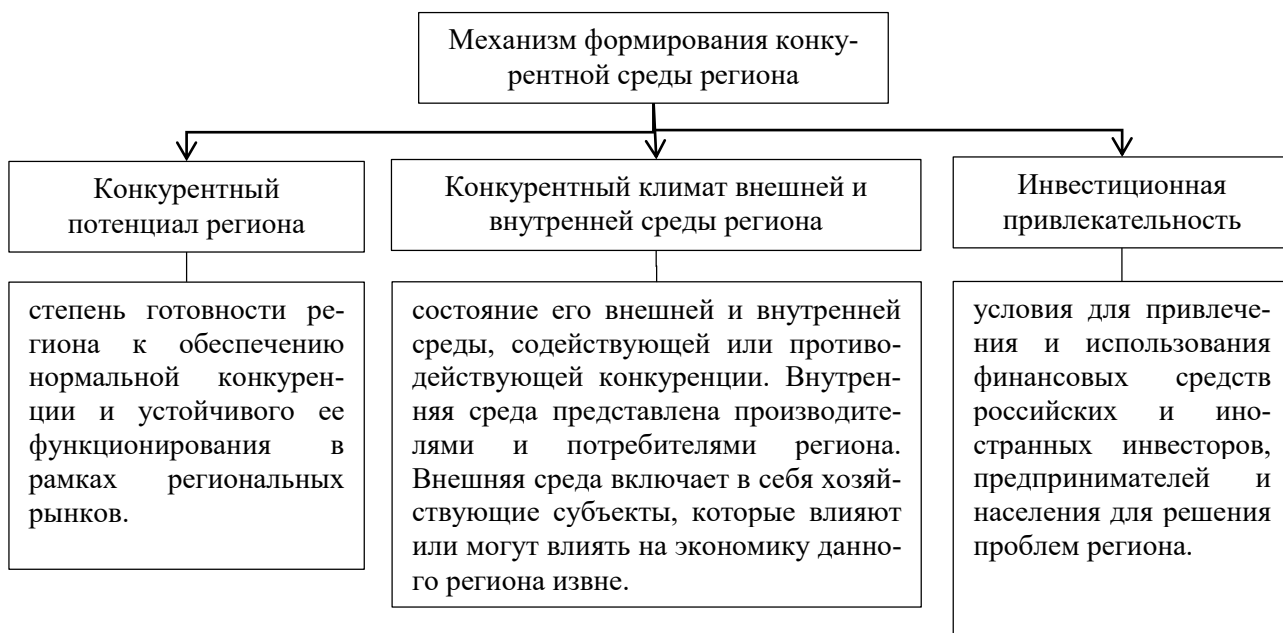 Механизм формирования конку-
рентной среды региона
Конкурентный
потенциал региона
Конкурентный климат внешней и
внутренней среды региона
Инвестиционная
привлекательность
степень готовности ре-
гиона к обеспечению
нормальной конкурен-
ции и устойчивого ее
функционирования в
рамках региональных
рынков.
состояние его внешней и внутренней
среды, содействующей или противо-
действующей конкуренции. Внутрен-
няя среда представлена производите-
лями и потребителями региона.
Внешняя среда включает в себя хозяй-
ствующие субъекты, которые влияют
или могут влиять на экономику данно-
го региона извне.
условия для привлече-
ния и использования
финансовых средств
российских и ино-
странных инвесторов,
предпринимателей и
населения для решения
проблем региона.